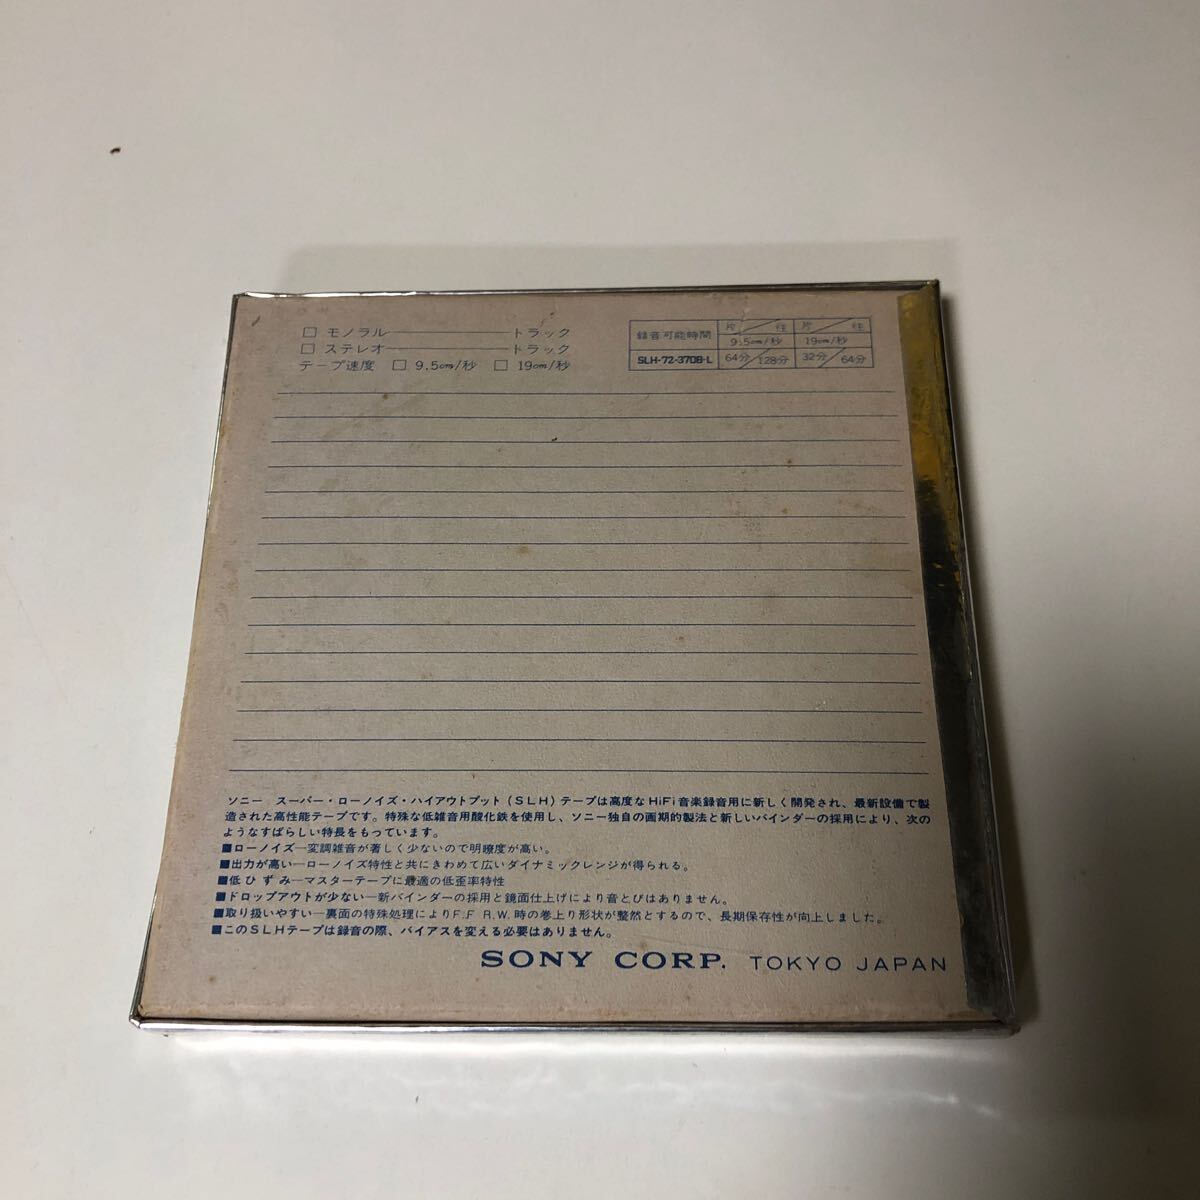 □ モノラル――――――トラック
□ ステレオ――――――トラック
テープ速度 □ 9.5cm/秒 □ 19cm/秒
録音可能時間 片/往 片/往
9.5cm/秒 19cm/秒
SLH-72-370B-L 64分/128分 32分/64分
ソニー スーパー・ローノイズ・ハイアウトプット(SLH)テープは高度なHiFi音楽録音用に新しく開発され、最新設備で製
造された高性能テープです。特殊な低雑音用酸化鉄を使用し、ソニー独自の画期的製法と新しいバインダーの採用により、次の
ようなすばらしい特長をもっています。
■ローノイズ―変調雑音が著しく少ないので明瞭度が高い。
■出力が高い―ローノイズ特性と共にきわめて広いダイナミックレンジが得られる。
■低ひずみ―マスターテープに最適の低歪率特性
■ドロップアウトが少ない―新バインダーの採用と鏡面仕上げにより音とびはありません。
■取り扱いやすい―裏面の特殊処理によりF.F R.W.時の巻上り形状が整然とするので、長期保存性が向上しました。
■このSLHテープは録音の際、バイアスを変える必要はありません。
SONY CORP. TOKYO JAPAN